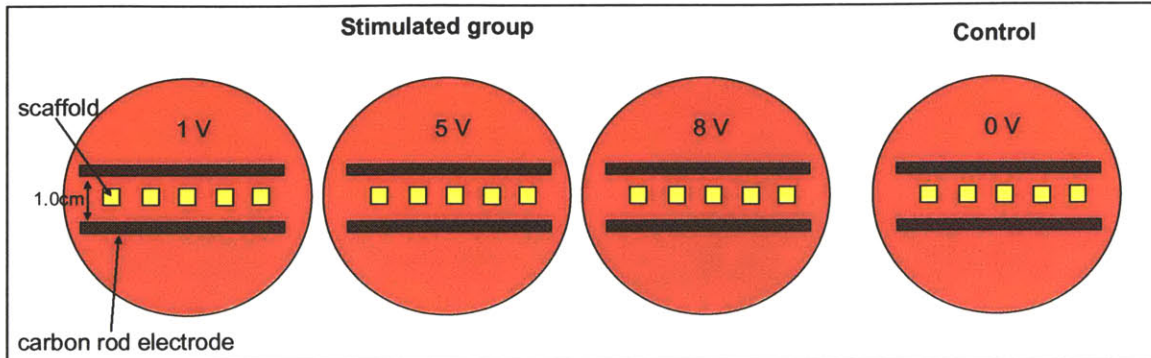 Stimulated group
Control
scaffold
1 V
5 V
8 V
0 V
1.0cm
carbon rod electrode